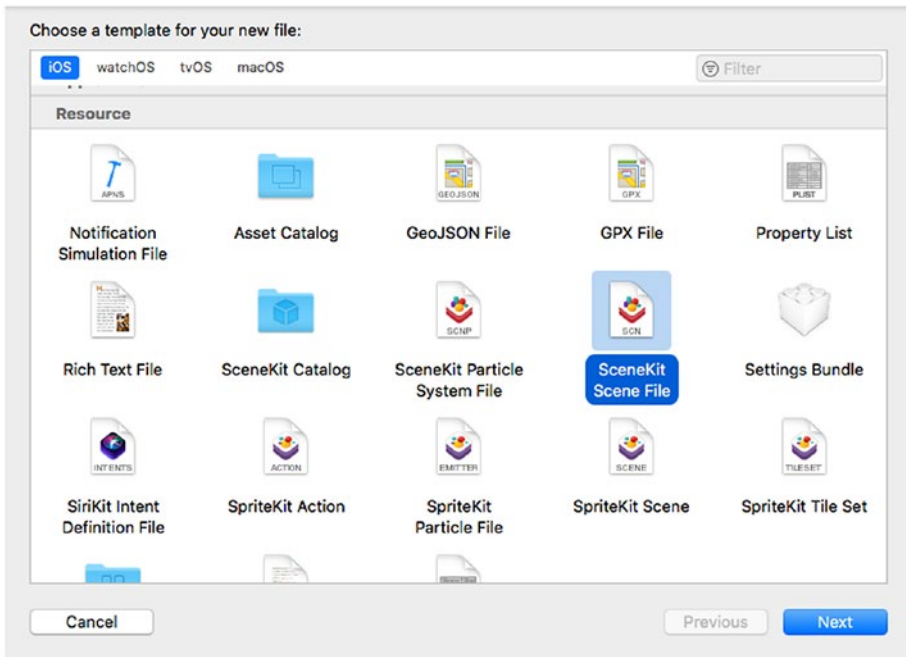 Choose a template for your new file:
iOS watchOS tvOS macOS Filter
Resource
APNS GEOJSON GPX PLIST
Notification Asset Catalog GeoJSON File GPX File Property List
Simulation File
SCNP SCN
Rich Text File SceneKit Catalog SceneKit Particle SceneKit Settings Bundle
System File Scene File
INTENTS ACTION EMITTER SCENE TILESET
SiriKit Intent SpriteKit Action SpriteKit SpriteKit Scene SpriteKit Tile Set
Definition File Particle File
Cancel Previous Next